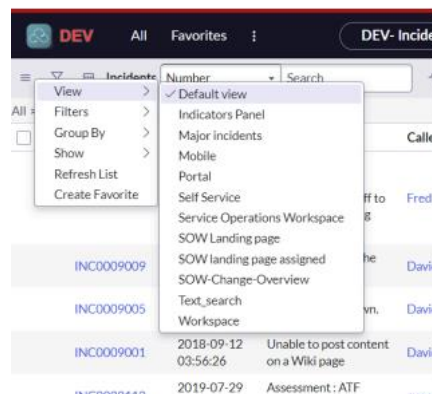 DEV All Favorites DEV- Incide
Incidents Number Search
All
View
Filters
Group By
Show
Refresh List
Create Favorite
Default view
Indicators Panel
Major incidents
Mobile
Portal
Self Service
Service Operations Workspace
SOW Landing page
SOW landing page assigned
SOW-Change-Overview
Text_search
Workspace
Calle
ff to Fred
g
INC0009009 he Davi
INC0009005 wn. Davi
INC0009001 2018-09-12 03:56:26 Unable to post content on a Wiki page Davi
2019-07-29 Assessment : ATF